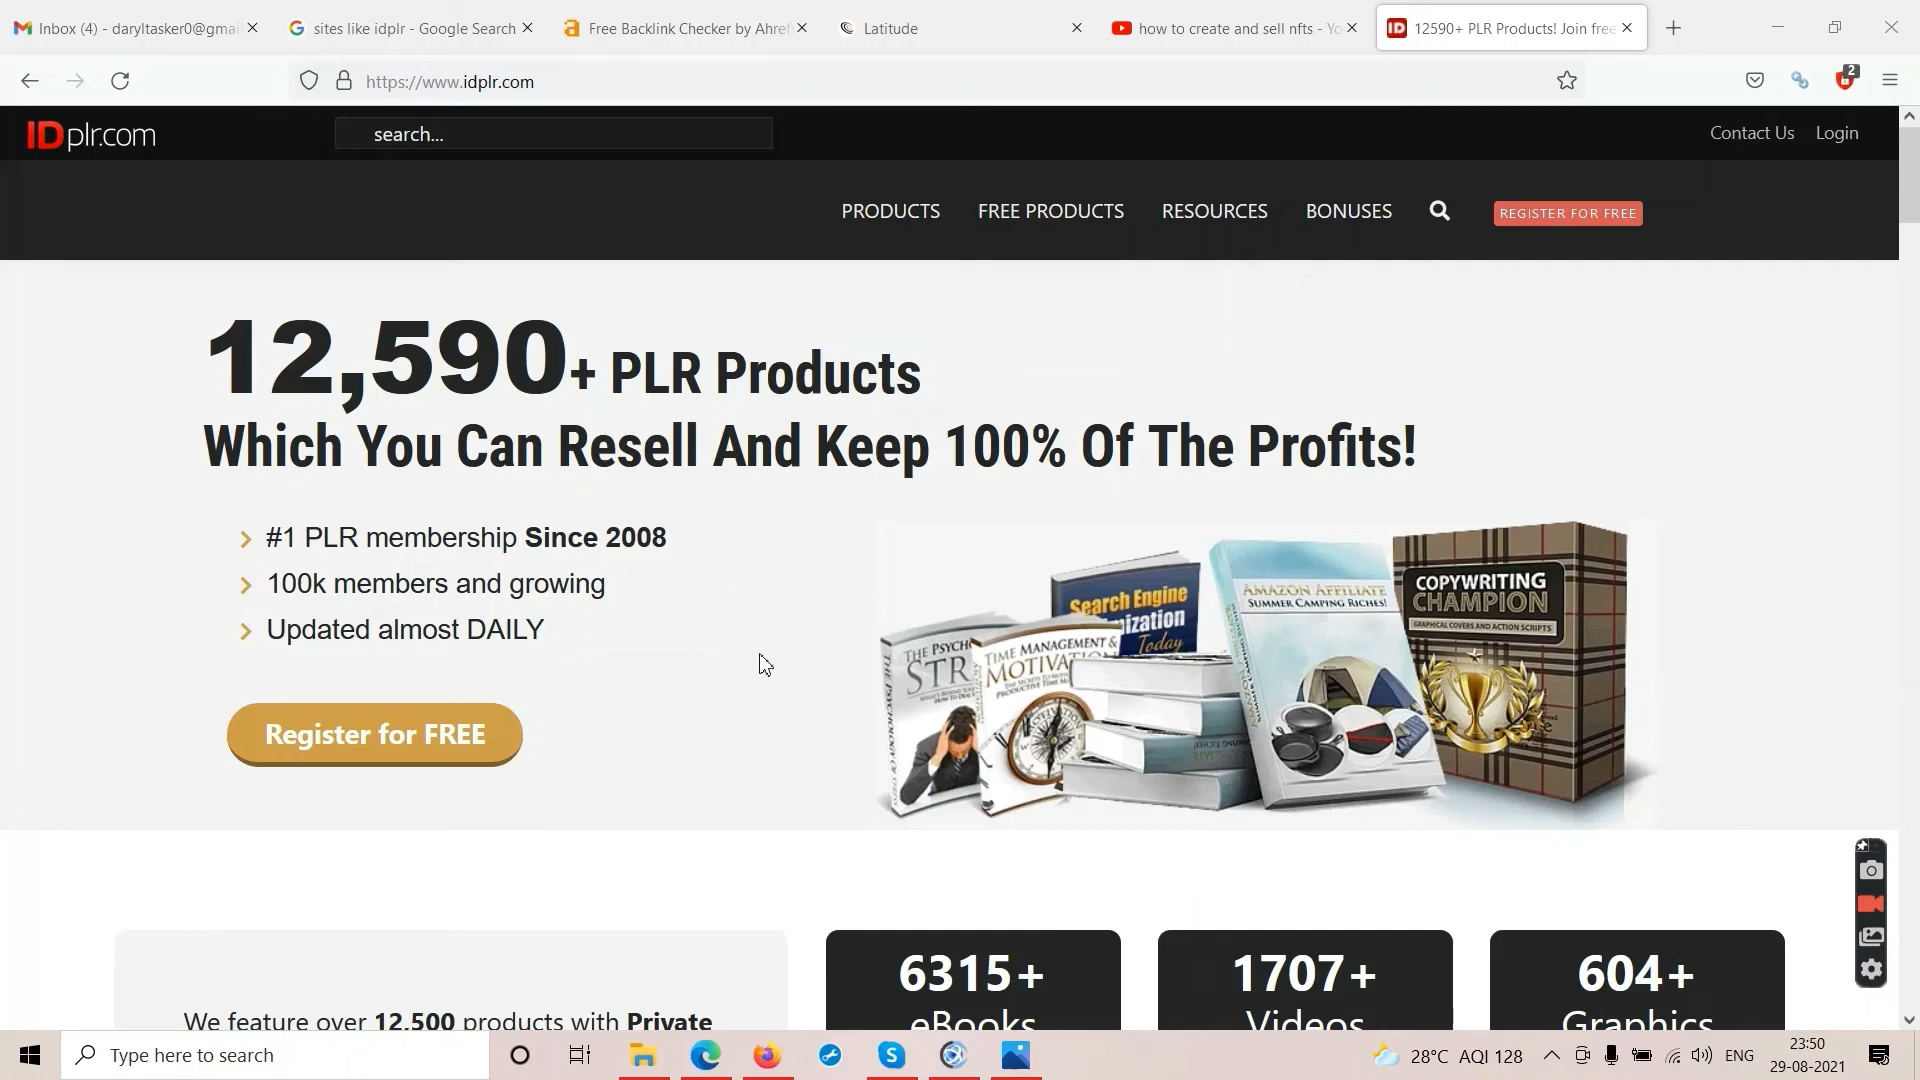 Inbox (4) - daryltasker0@gmai
sites like idplr - Google Search
Free Backlink Checker by Ahref
Latitude
how to create and sell nfts - Yo
12590+ PLR Products! Join free
https://www.idplr.com
2
IDplr.com
search...
Contact Us
Login
PRODUCTS
FREE PRODUCTS
RESOURCES
BONUSES
REGISTER FOR FREE
12,590+ PLR Products
Which You Can Resell And Keep 100% Of The Profits!
#1 PLR membership Since 2008
100k members and growing
Updated almost DAILY
Register for FREE
THE PSYCHO
STR
TIME MANAGEMENT &
MOTIVATION
Search Engine
mization
Today
AMAZON AFFILIATE
SUMMER CAMPING RICHES!
COPYWRITING
CHAMPION
GRAPHICAL COVERS AND ACTION SCRIPTS
We feature over 12,500 products with Private
6315+
eBooks
1707+
Videos
604+
Graphics
Type here to search
28°C AQI 128
ENG
23:50
29-08-2021